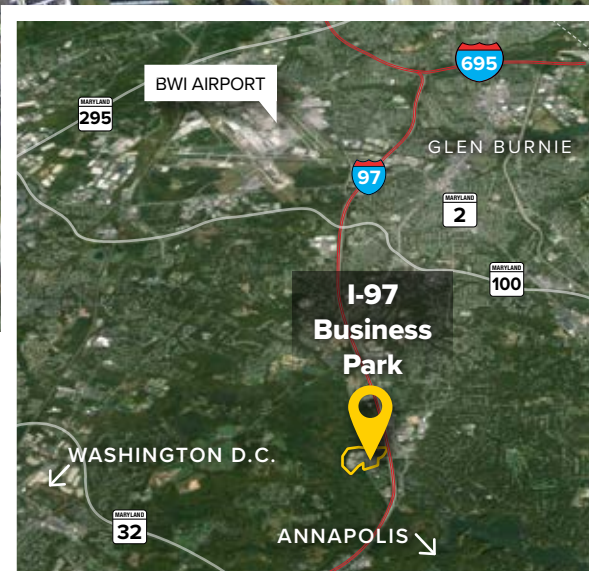 695
BWI AIRPORT
MARYLAND
295
GLEN BURNIE
97
MARYLAND
2
MARYLAND
100
I-97
Business
Park
WASHINGTON D.C.
MARYLAND
32
ANNAPOLIS